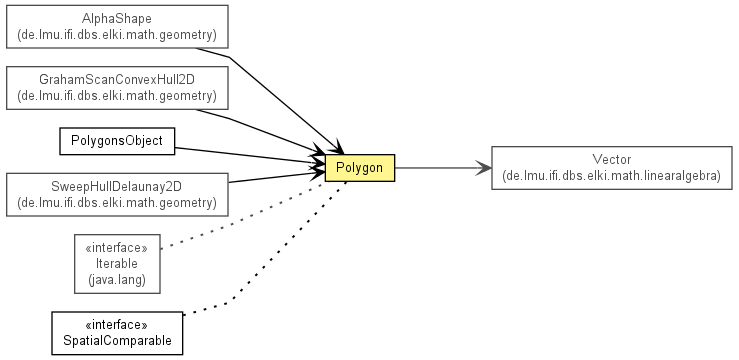 AlphaShape
(de.lmu.ifi.dbs.elki.math.geometry)
GrahamScanConvexHull2D
(de.lmu.ifi.dbs.elki.math.geometry)
PolygonsObject
SweepHullDelaunay2D
(de.lmu.ifi.dbs.elki.math.geometry)
«interface»
Iterable
(java.lang)
«interface»
SpatialComparable
Polygon
Vector
(de.lmu.ifi.dbs.elki.math.linearalgebra)